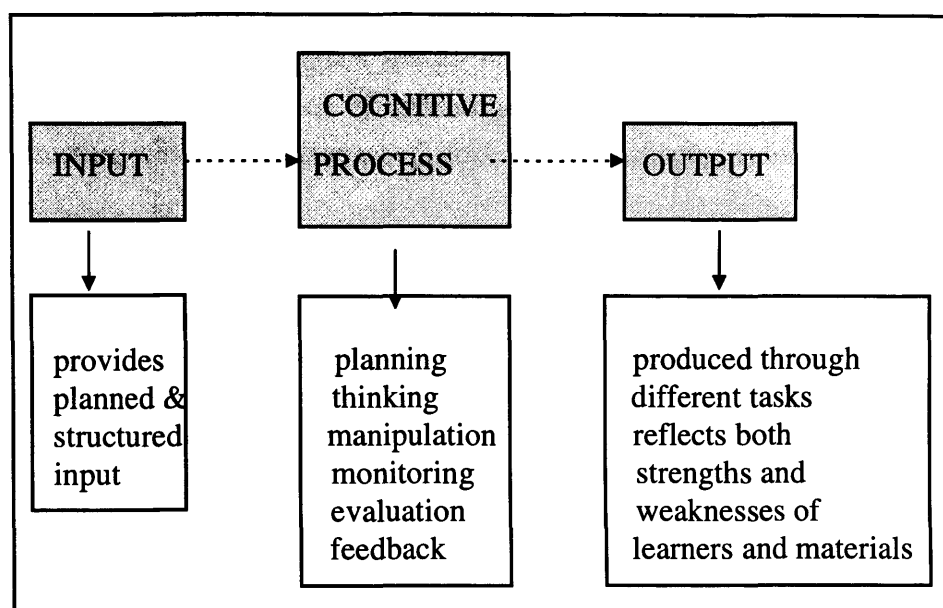 INPUT
COGNITIVE
PROCESS
OUTPUT
provides
planned &
structured
input
planning
thinking
manipulation
monitoring
evaluation
feedback
produced through
different tasks
reflects both
strengths and
weaknesses of
learners and materials